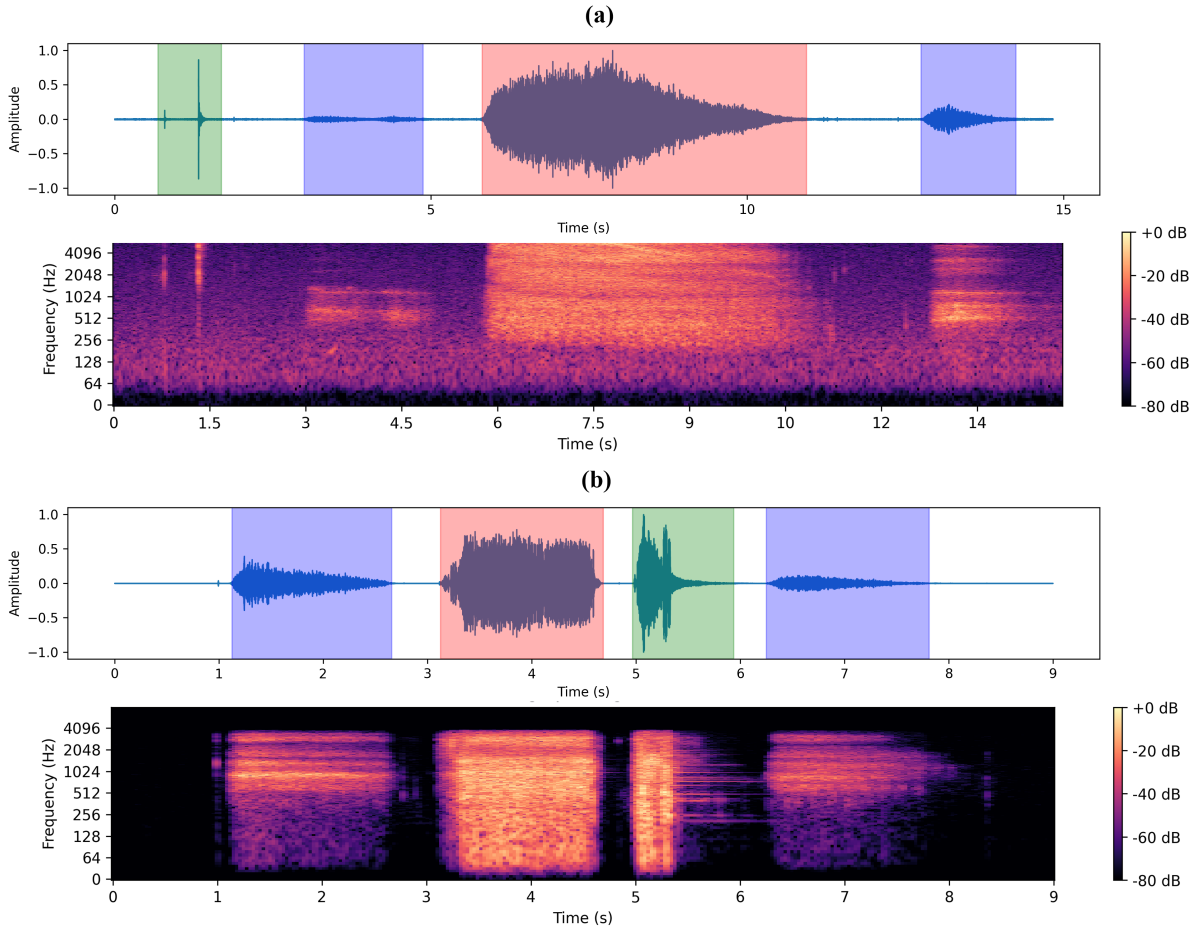 (a)
1.0
0.5
0.0
−0.5
−1.0
Amplitude
0 5 10 15
Time (s)
4096
2048
1024
512
256
128
64
0
Frequency (Hz)
0 1.5 3 4.5 6 7.5 9 10 12 14
Time (s)
+0 dB
-20 dB
-40 dB
-60 dB
-80 dB
(b)
1.0
0.5
0.0
−0.5
−1.0
Amplitude
0 1 2 3 4 5 6 7 8 9
Time (s)
4096
2048
1024
512
256
128
64
0
Frequency (Hz)
0 1 2 3 4 5 6 7 8 9
Time (s)
+0 dB
-20 dB
-40 dB
-60 dB
-80 dB